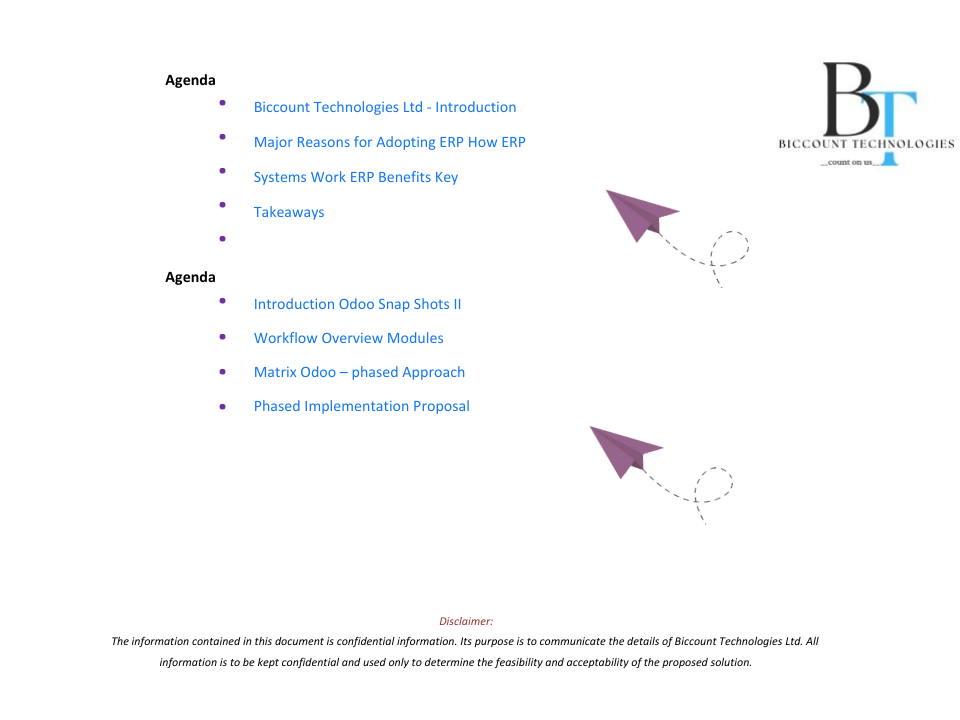 Agenda
• Biccount Technologies Ltd - Introduction
• Major Reasons for Adopting ERP How ERP
• Systems Work ERP Benefits Key
• Takeaways
•
Agenda
• Introduction Odoo Snap Shots II
• Workflow Overview Modules
• Matrix Odoo – phased Approach
• Phased Implementation Proposal
BT
BICCOUNT TECHNOLOGIES
__count on us__
Disclaimer:
The information contained in this document is confidential information. Its purpose is to communicate the details of Biccount Technologies Ltd. All
information is to be kept confidential and used only to determine the feasibility and acceptability of the proposed solution.